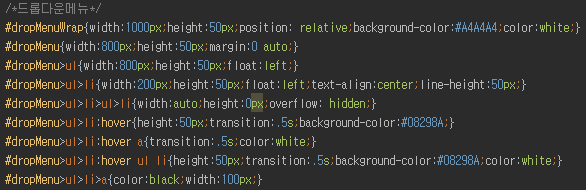 /*드롭다운메뉴*/
#dropMenuWrap{width:1000px;height:50px;position: relative;background-color:#A4A4A4;color:white;}
#dropMenu{width:800px;height:50px;margin:0 auto;}
#dropMenu>ul{width:800px;height:50px;float:left;}
#dropMenu>ul>li{width:200px;height:50px;float:left;text-align:center;line-height:50px;}
#dropMenu>ul>li>ul>li{width:auto;height:0px;overflow: hidden;}
#dropMenu>ul>li:hover{height:50px;transition:.5s;background-color:#08298A;}
#dropMenu>ul>li:hover a{transition:.5s;color:white;}
#dropMenu>ul>li:hover ul li{height:50px;transition:.5s;background-color:#08298A;color:white;}
#dropMenu>ul>li>a{color:black;width:100px;}